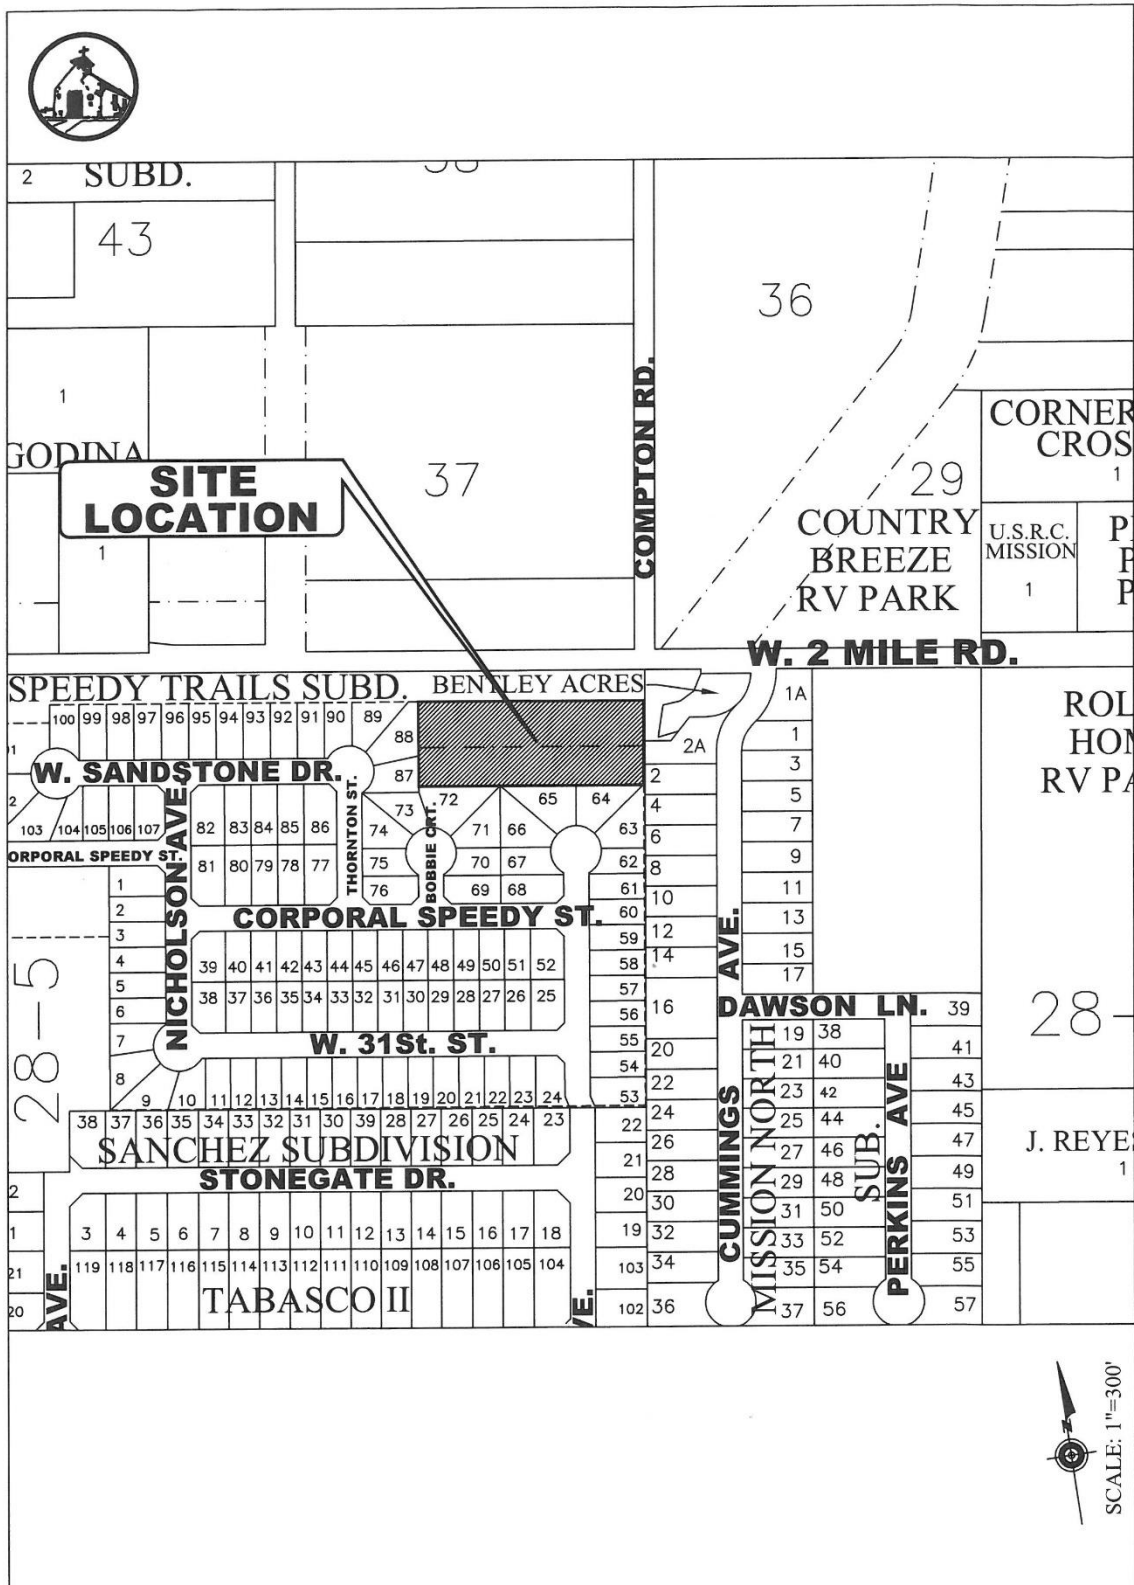 2 SUBD.
43
36
1
GODINA
SITE
LOCATION
37
COMPTON RD.
CORNER
CROS
1
29
COUNTRY
BREEZE
RV PARK
U.S.R.C.
MISSION
1
1
W. 2 MILE RD.
SPEEDY TRAILS SUBD.
BENTLEY ACRES
1A
ROL
HOM
RV PA
100 99 98 97 96 95 94 93 92 91 90 89
88
2A
1
W. SANDSTONE DR.
87
2
3
72 65 64
5
73
4
103 104 105 106 107
82 83 84 85 86
74 71 66 63
6
7
CORPORAL SPEEDY ST.
81 80 79 78 77
75 70 67 62
8
9
THORNTON ST.
BOBBIE CRT.
NICHOLSON AVE.
76 69 68 61
10
11
1
2
3
4
5
6
7
8
CORPORAL SPEEDY ST.
60
59
58
57
56
55
54
53
12
14
16
20
22
24
26
28
30
32
34
36
13
15
17
39 40 41 42 43 44 45 46 47 48 49 50 51 52
38 37 36 35 34 33 32 31 30 29 28 27 26 25
AVE.
DAWSON LN.
39
28-5
28-
W. 31St. ST.
9 10 11 12 13 14 15 16 17 18 19 20 21 22 23 24
38 37 36 35 34 33 32 31 30 39 28 27 26 25 24 23
SANCHEZ SUBDIVISION
STONEGATE DR.
22
21
20
19
103
102
CUMMINGS
MISSION NORTH
SUB.
PERKINS AVE
19 38
21 40
23 42
25 44
27 46
29 48
31 50
33 52
35 54
37 56
41
43
45
47
49
51
53
55
57
J. REYES
1
2
1
21
20
3 4 5 6 7 8 9 10 11 12 13 14 15 16 17 18
119 118 117 116 115 114 113 112 111 110 109 108 107 106 105 104
TABASCO II
AVE.
VE.
N
SCALE: 1"=300'